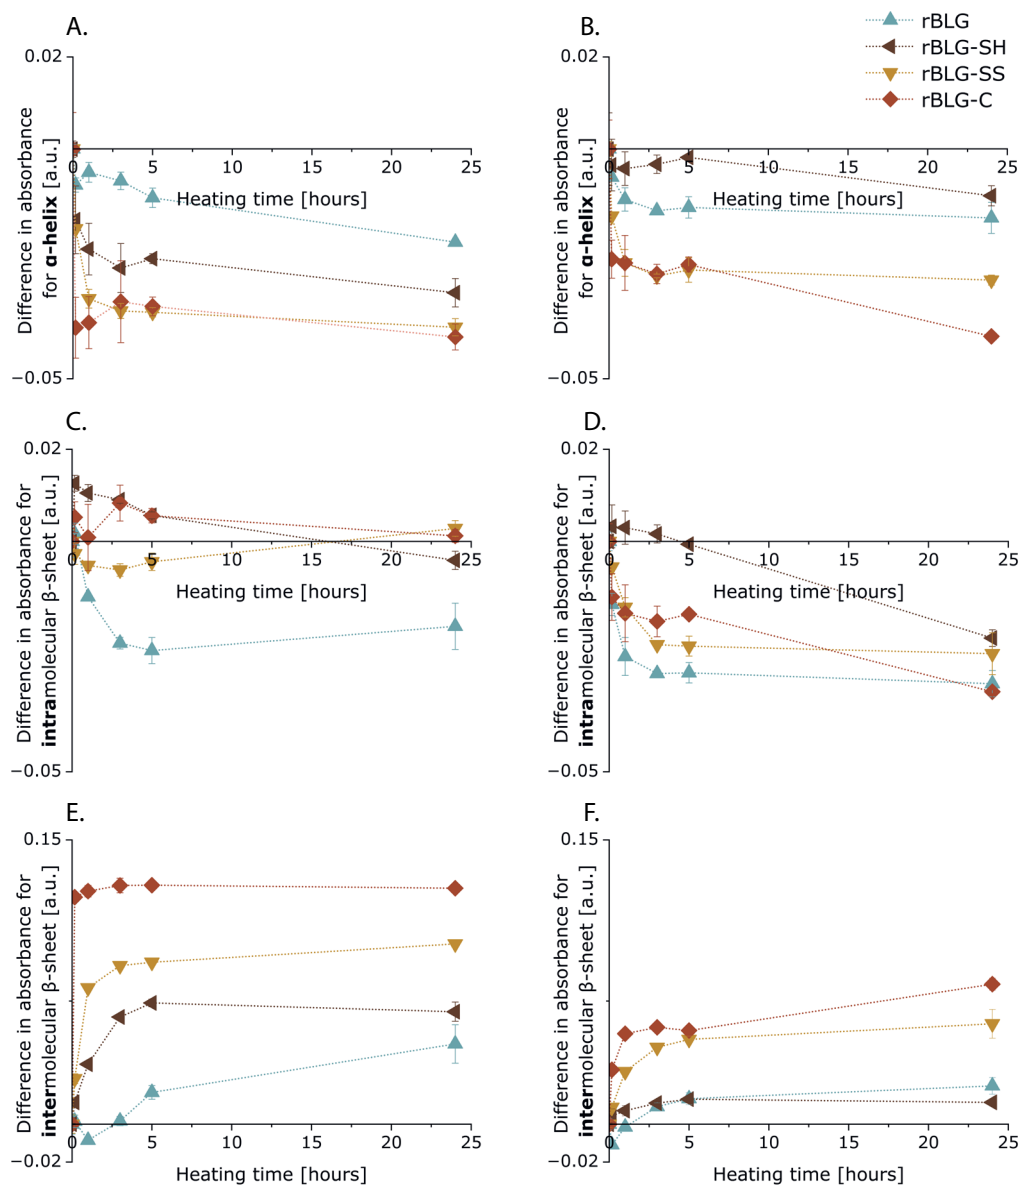 A.
0.02
0
5
10
15
20
25
Heating time [hours]
−0.05
Difference in absorbance
for α-helix [a.u.]
B.
rBLG
rBLG-SH
rBLG-SS
rBLG-C
0.02
0
5
10
15
20
25
Heating time [hours]
−0.05
Difference in absorbance
for α-helix [a.u.]
C.
0.02
0
5
10
15
20
25
Heating time [hours]
−0.05
Difference in absorbance for
intramolecular β-sheet [a.u.]
D.
0.02
0
5
10
15
20
25
Heating time [hours]
−0.05
Difference in absorbance for
intramolecular β-sheet [a.u.]
E.
0.15
0
5
10
15
20
25
−0.02
Heating time [hours]
Difference in absorbance for
intermolecular β-sheet [a.u.]
F.
0.15
0
5
10
15
20
25
−0.02
Heating time [hours]
Difference in absorbance for
intermolecular β-sheet [a.u.]